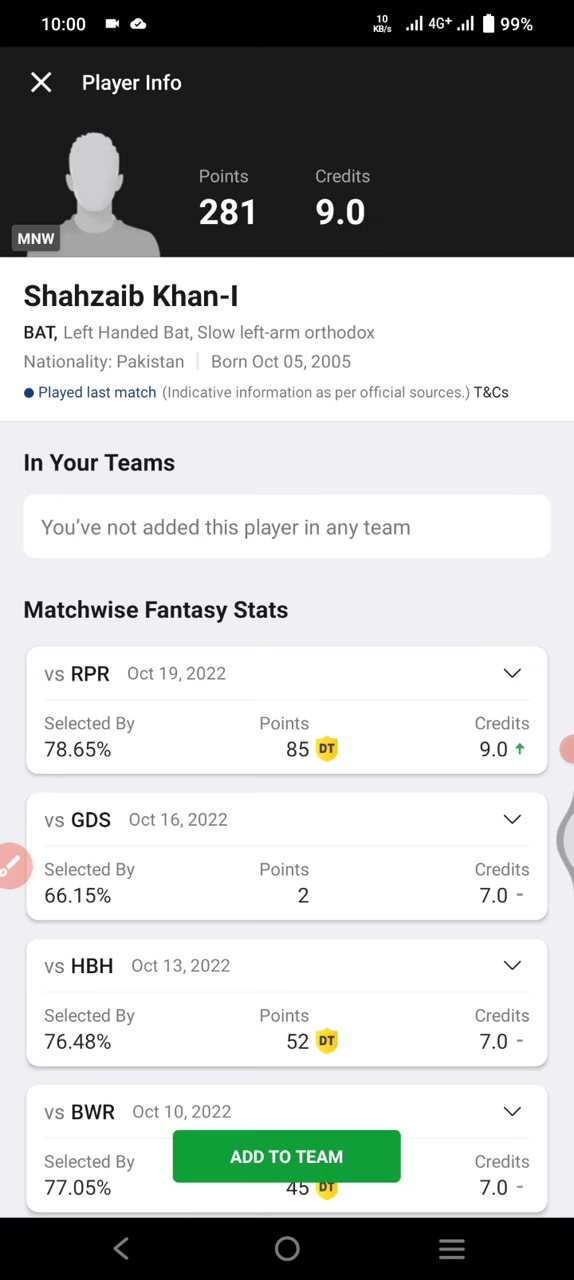 10:00 10 KB/s 4G+ 99%
Player Info
Points Credits
281 9.0
MNW
Shahzaib Khan-I
BAT, Left Handed Bat, Slow left-arm orthodox
Nationality: Pakistan Born Oct 05, 2005
Played last match (Indicative information as per official sources.) T&Cs
In Your Teams
You’ve not added this player in any team
Matchwise Fantasy Stats
vs RPR Oct 19, 2022
Selected By Points Credits
78.65% 85 DT 9.0
vs GDS Oct 16, 2022
Selected By Points Credits
66.15% 2 7.0 -
vs HBH Oct 13, 2022
Selected By Points Credits
76.48% 52 DT 7.0 -
vs BWR Oct 10, 2022
ADD TO TEAM
Selected By Credits
77.05% 45 DT 7.0 -